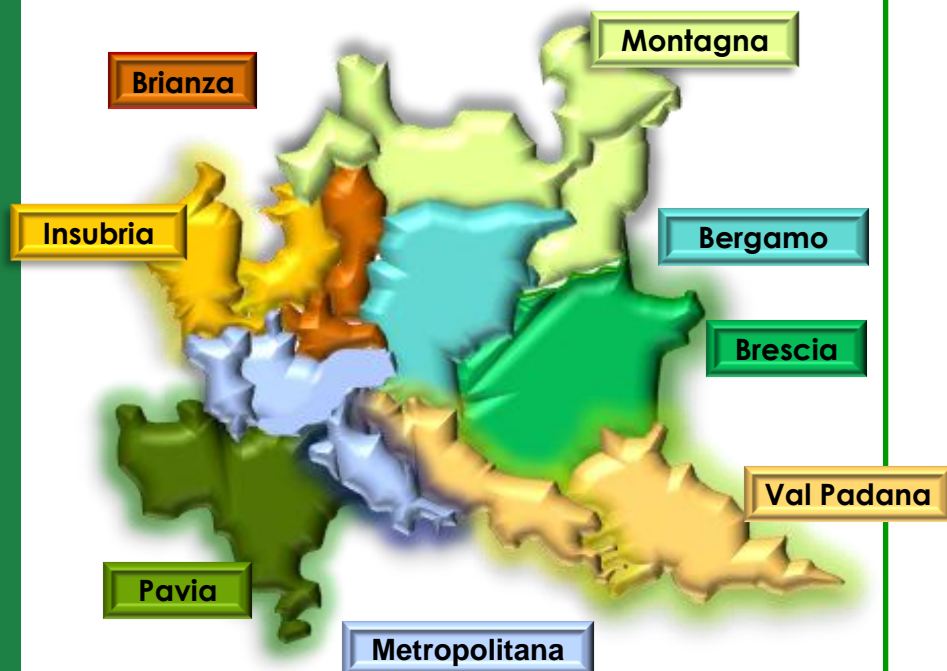 Montagna
Brianza
Insubria
Bergamo
Brescia
Val Padana
Pavia
Metropolitana